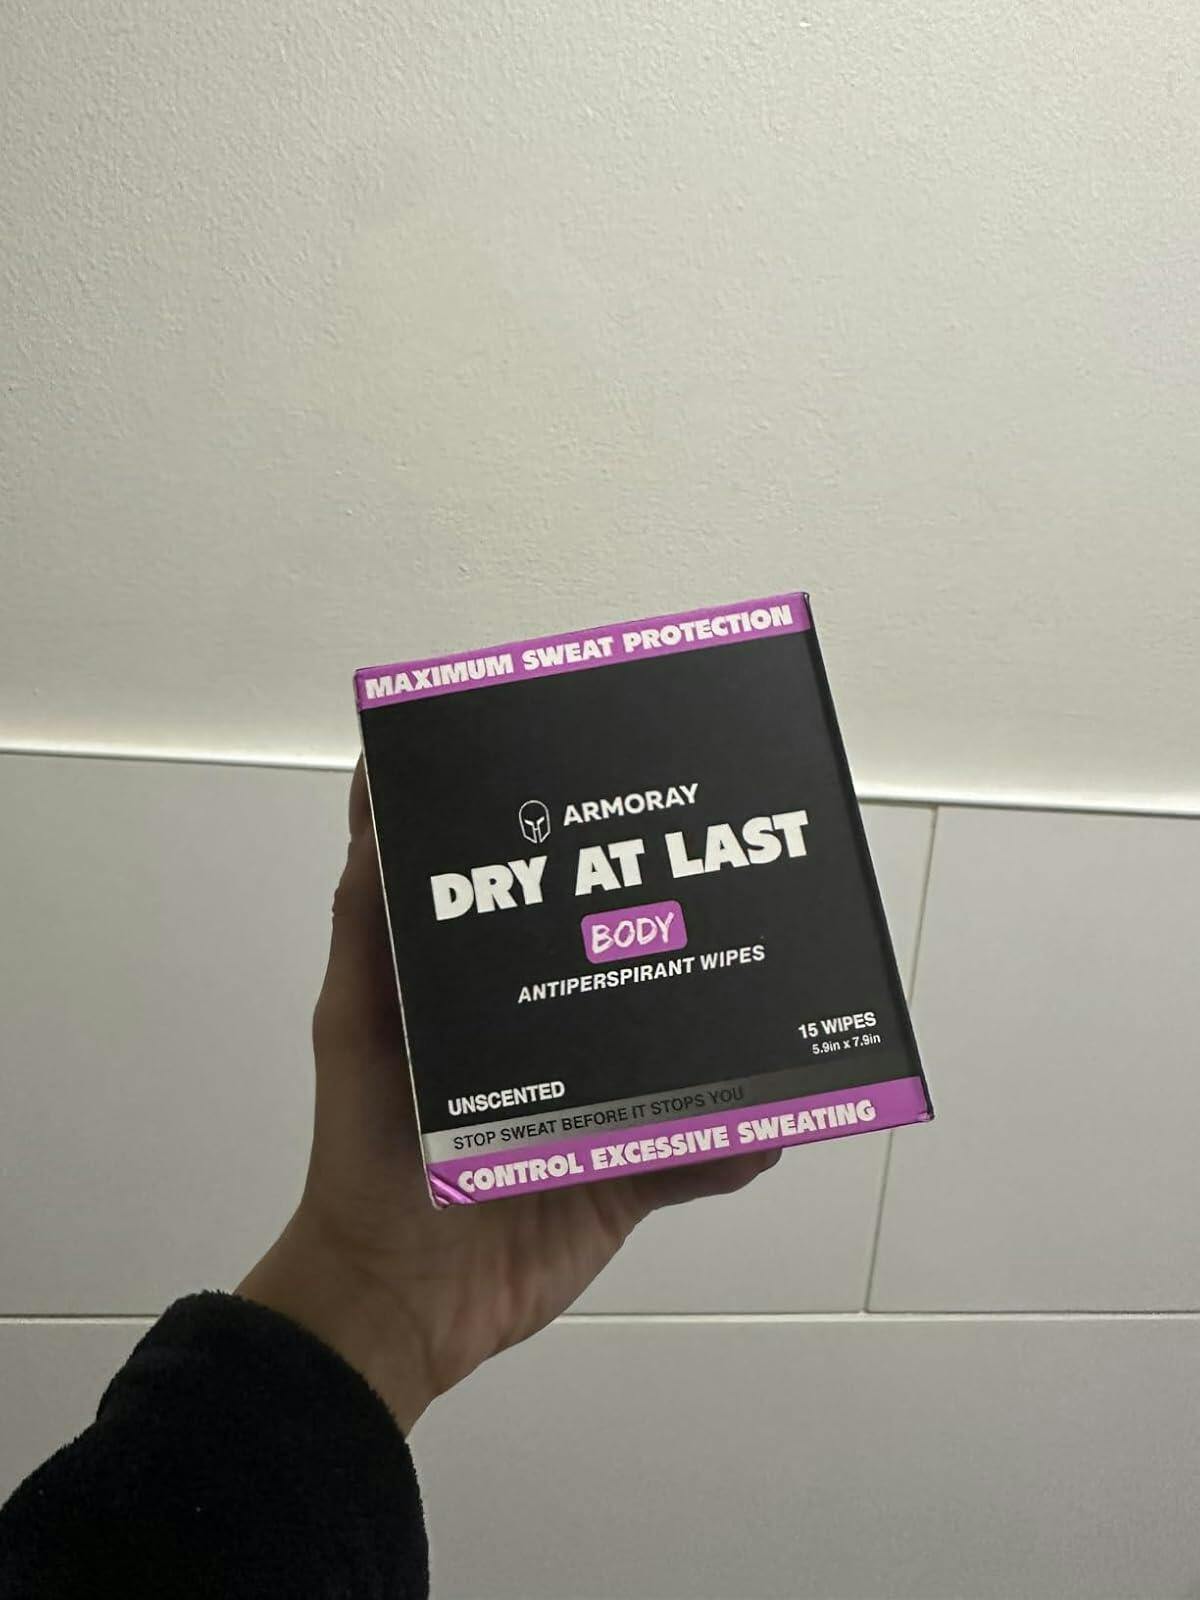 MAXIMUM SWEAT PROTECTION
ARMORAY
DRY AT LAST
BODY
ANTIPERSPIRANT WIPES
15 WIPES
5.9in x 7.9in
UNSCENTED
STOP SWEAT BEFORE IT STOPS YOU
CONTROL EXCESSIVE SWEATING